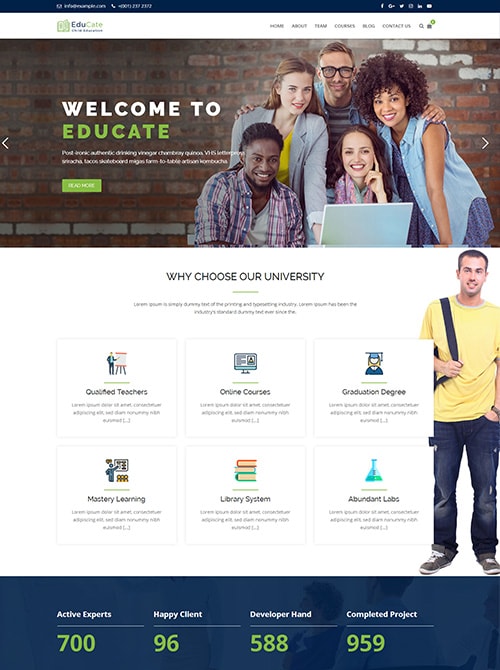 info@example.com +(001) 237 2372
EduCate
Child Education
HOME ABOUT TEAM COURSES BLOG CONTACT US
WELCOME TO
EDUCATE
Post-ironic authentic drinking vinegar chambray quinoa, VHS letterpress
sriracha, tacos skateboard migas farm-to-table artisan kombucha
READ MORE
WHY CHOOSE OUR UNIVERSITY
Lorem Ipsum is simply dummy text of the printing and typesetting industry. Lorem Ipsum has been the
industry's standard dummy text ever since the.
Qualified Teachers
Lorem ipsum dolor sit amet, consectetuer
adipiscing elit, sed diam nonummy nibh
euismod [...]
Online Courses
Lorem ipsum dolor sit amet, consectetuer
adipiscing elit, sed diam nonummy nibh
euismod [...]
Graduation Degree
Lorem ipsum dolor sit amet, consectetuer
adipiscing elit, sed diam nonummy nibh
euismod [...]
Mastery Learning
Lorem ipsum dolor sit amet, consectetuer
adipiscing elit, sed diam nonummy nibh
euismod [...]
Library System
Lorem ipsum dolor sit amet, consectetuer
adipiscing elit, sed diam nonummy nibh
euismod [...]
Abundant Labs
Lorem ipsum dolor sit amet, consectetuer
adipiscing elit, sed diam nonummy nibh
euismod [...]
Active Experts Happy Client Developer Hand Completed Project
700 96 588 959